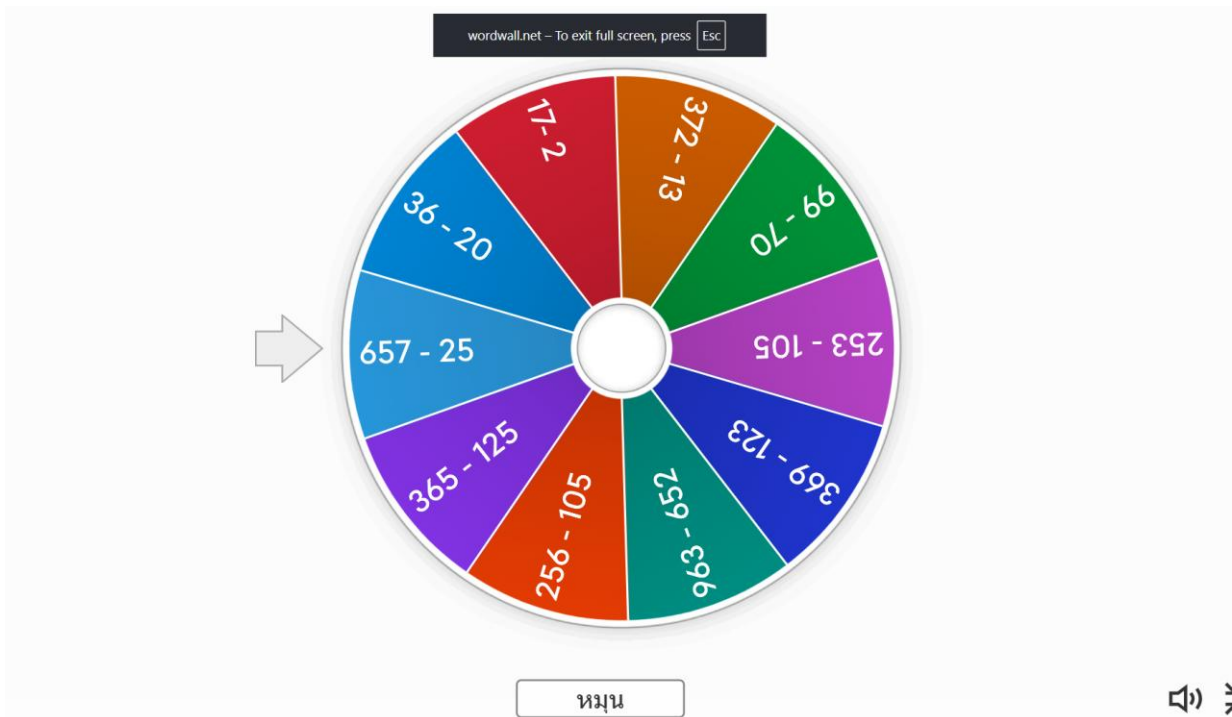 wordwall.net – To exit full screen, press Esc
17- 2
372 - 13
36 - 20
99 - 70
657 - 25
253 - 105
365 - 125
369 - 123
256 - 105
963 - 652
หมุน